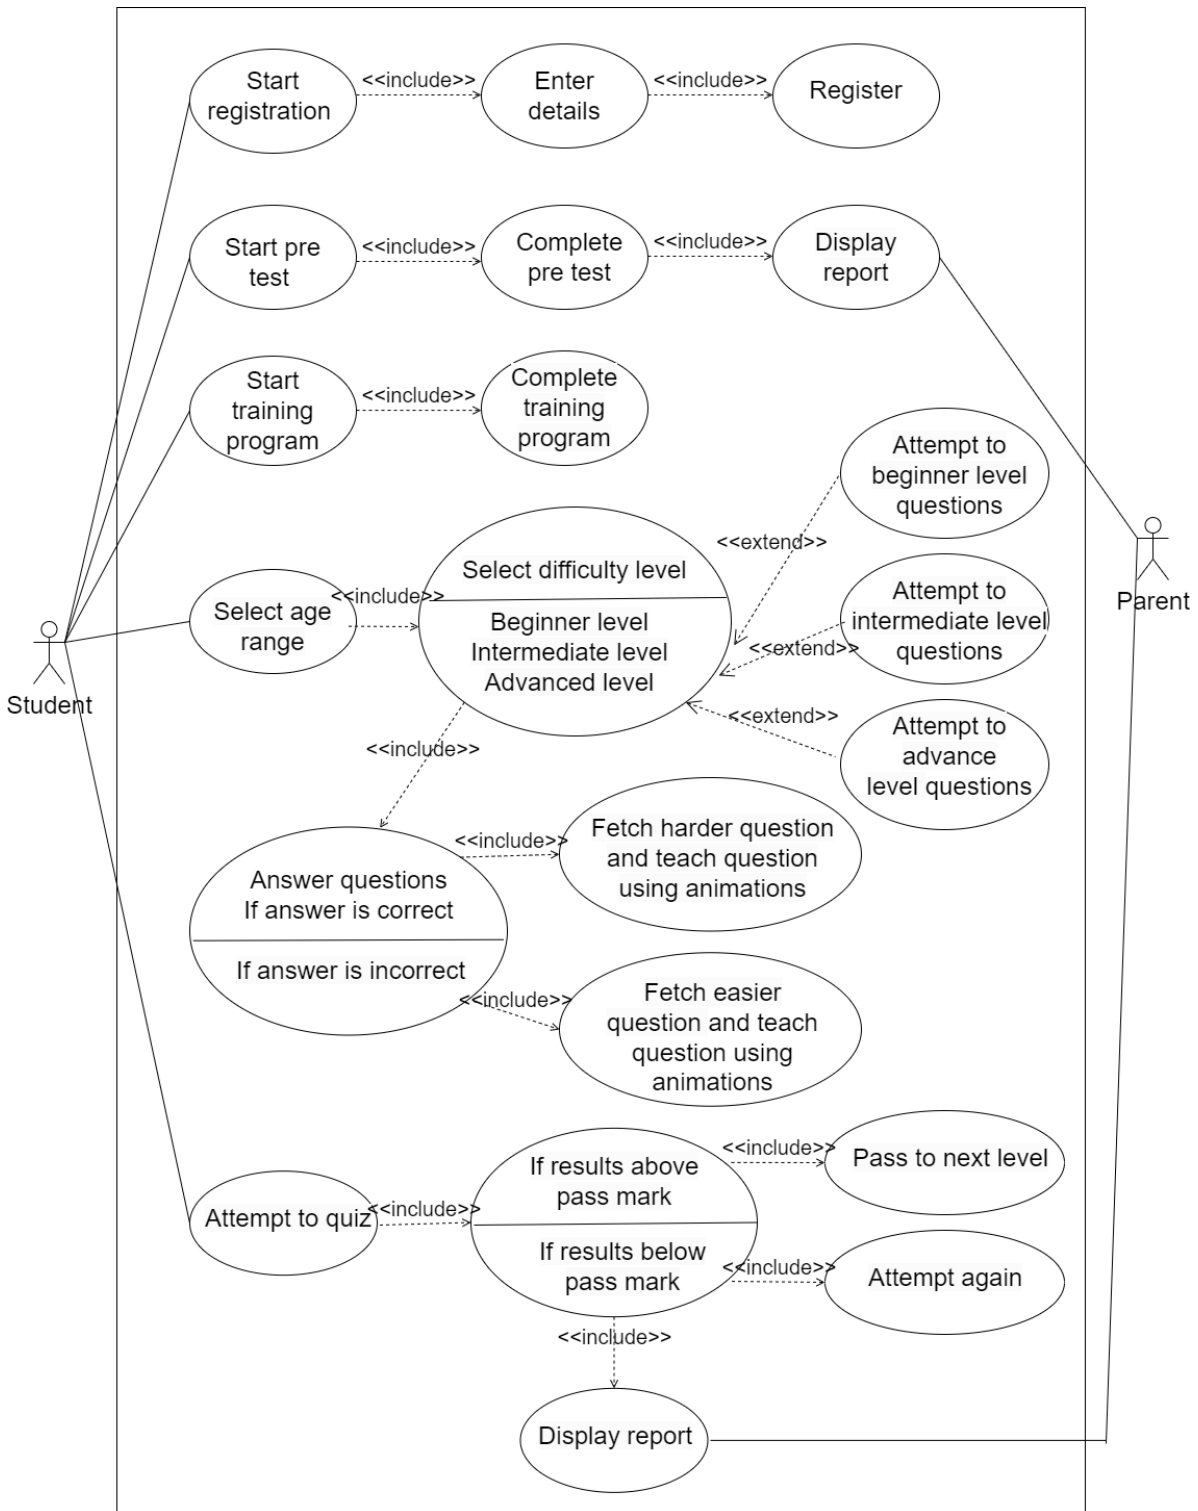 Start
registration
<<include>>
Enter
details
<<include>>
Register
Start pre
test
<<include>>
Complete
pre test
<<include>>
Display
report
Start
training
program
<<include>>
Complete
training
program
Attempt to
beginner level
questions
<<extend>>
Select age
range
<<include>>
Select difficulty level
Beginner level
Intermediate level
Advanced level
Attempt to
intermediate level
questions
<<extend>>
Parent
Student
<<extend>>
Attempt to
advance
level questions
<<include>>
Answer questions
If answer is correct
If answer is incorrect
<<include>>
Fetch harder question
and teach question
using animations
<<include>>
Fetch easier
question and teach
question using
animations
Attempt to quiz
<<include>>
If results above
pass mark
If results below
pass mark
<<include>>
Pass to next level
<<include>>
Attempt again
<<include>>
Display report